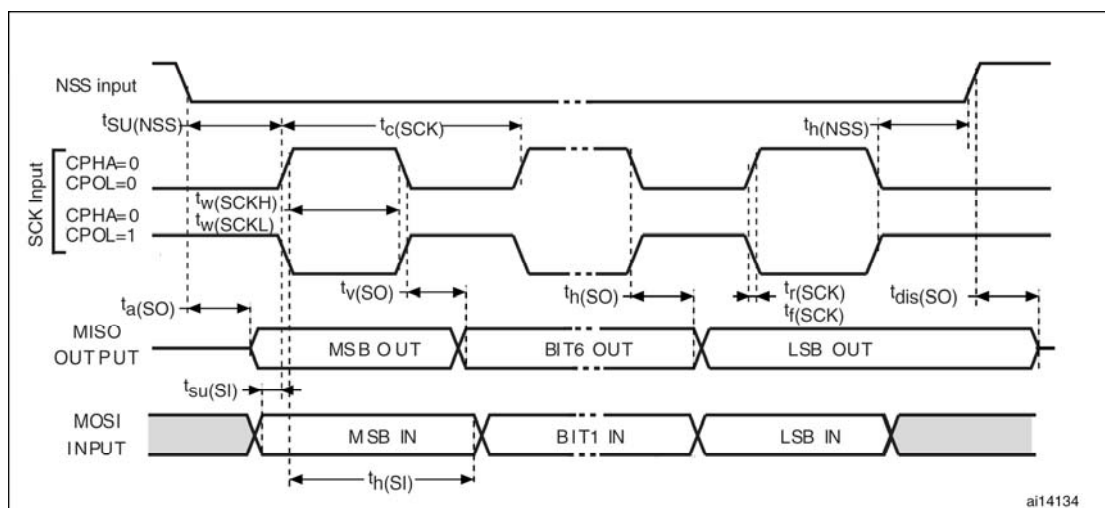 NSS input
tSU(NSS)
tc(SCK)
th(NSS)
SCK Input
CPHA=0
CPOL=0
CPHA=0
CPOL=1
tw(SCKH)
tw(SCKL)
ta(SO)
tv(SO)
th(SO)
tr(SCK)
tf(SCK)
tdis(SO)
MISO
OUTPUT
MSB OUT
BIT6 OUT
LSB OUT
tsu(SI)
MOSI
INPUT
MSB IN
BIT1 IN
LSB IN
th(SI)
ai14134